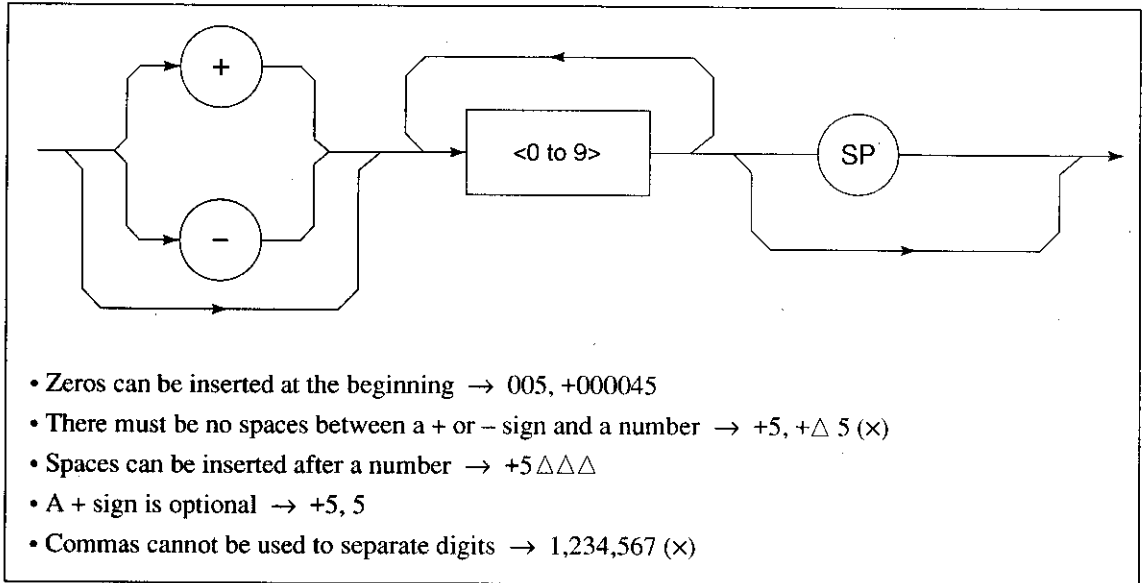 +
<0 to 9>
SP
−
• Zeros can be inserted at the beginning → 005, +000045
• There must be no spaces between a + or − sign and a number → +5, +△ 5 (×)
• Spaces can be inserted after a number → +5△△△
• A + sign is optional → +5, 5
• Commas cannot be used to separate digits → 1,234,567 (×)